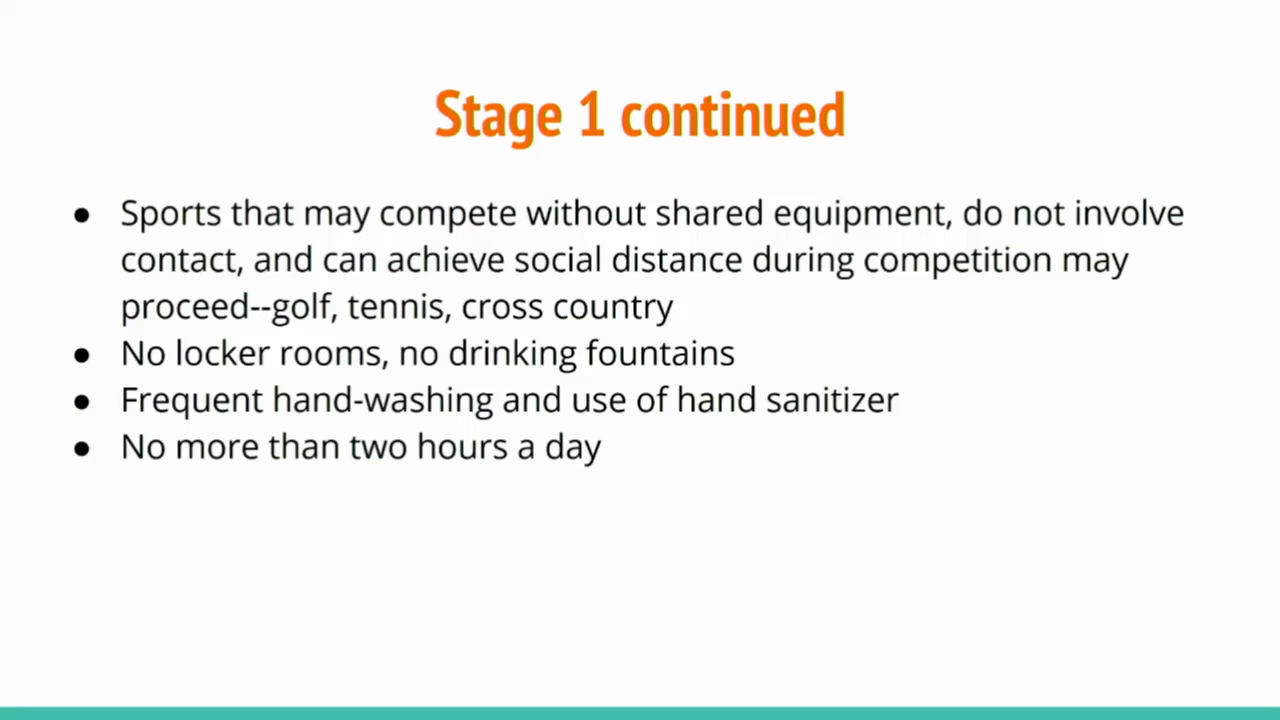 Stage 1 continued
● Sports that may compete without shared equipment, do not involve
contact, and can achieve social distance during competition may
proceed--golf, tennis, cross country
● No locker rooms, no drinking fountains
● Frequent hand-washing and use of hand sanitizer
● No more than two hours a day